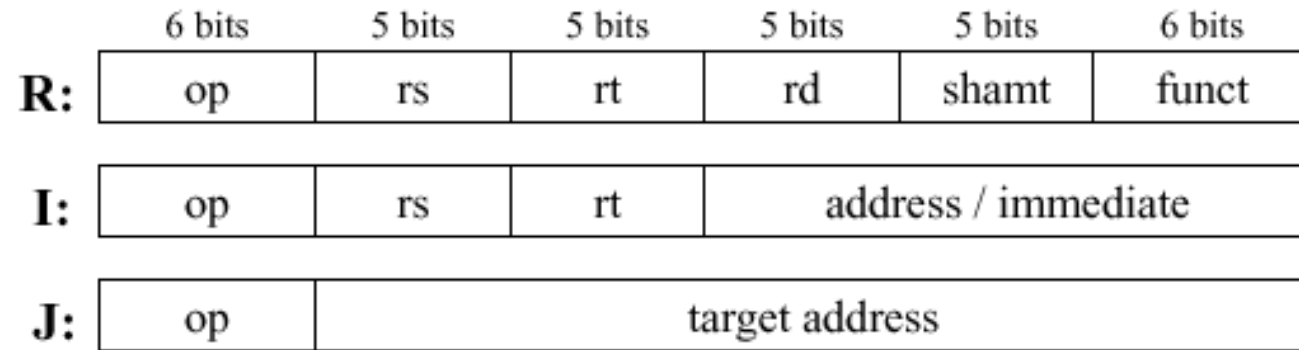 6 bits 5 bits 5 bits 5 bits 5 bits 6 bits
R: op rs rt rd shamt funct
I: op rs rt address / immediate
J: op target address